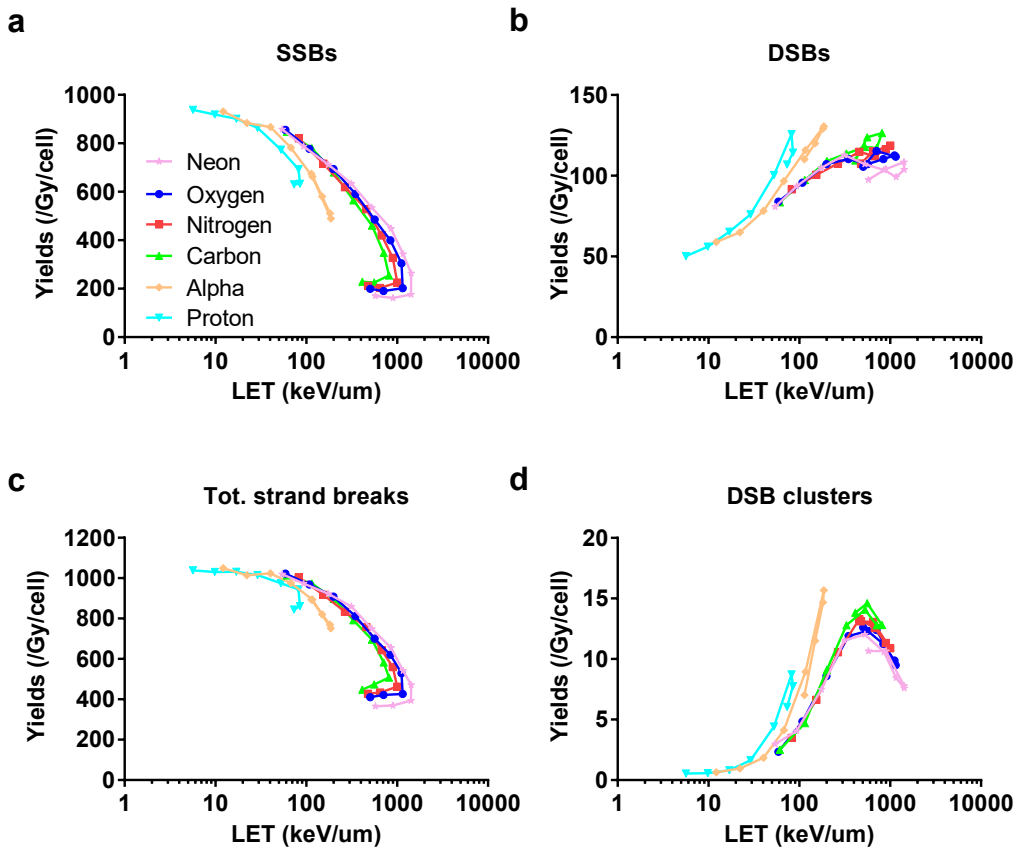 a
SSBs
Yields (/Gy/cell)
1000
800
600
400
200
0
Neon
Oxygen
Nitrogen
Carbon
Alpha
Proton
1 10 100 1000 10000
LET (keV/um)
b
DSBs
Yields (/Gy/cell)
150
100
50
0
1 10 100 1000 10000
LET (keV/um)
c
Tot. strand breaks
Yields (/Gy/cell)
1200
1000
800
600
400
200
0
1 10 100 1000 10000
LET (keV/um)
d
DSB clusters
Yields (/Gy/cell)
20
15
10
5
0
1 10 100 1000 10000
LET (keV/um)